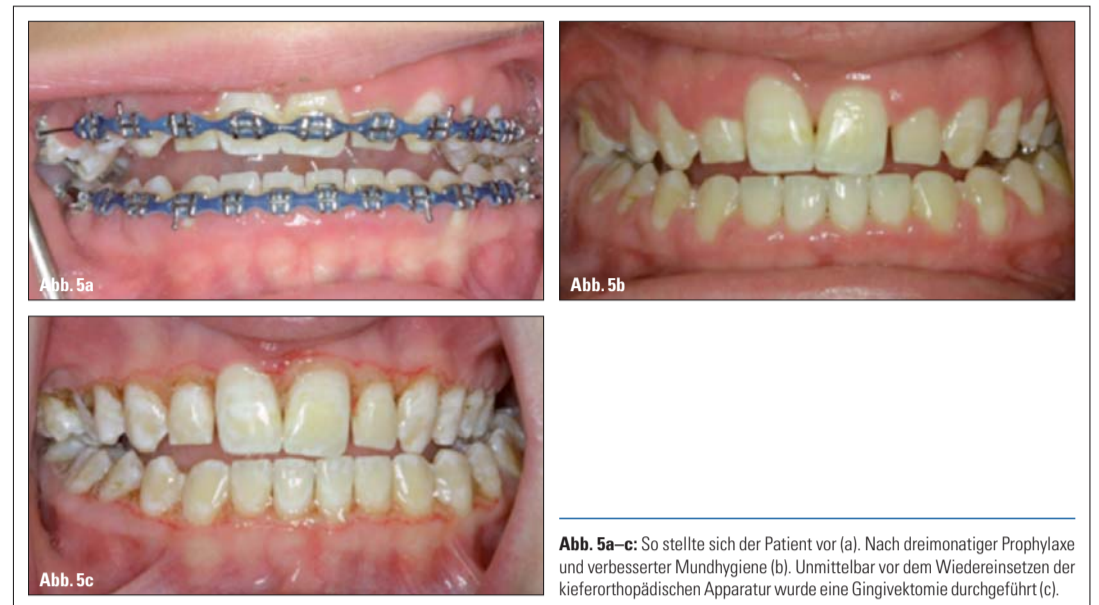 Abb. 5a
Abb. 5b
Abb. 5c
Abb. 5a–c: So stellte sich der Patient vor (a). Nach dreimonatiger Prophylaxe
und verbesserter Mundhygiene (b). Unmittelbar vor dem Wiedereinsetzen der
kieferorthopädischen Apparatur wurde eine Gingivektomie durchgeführt (c).